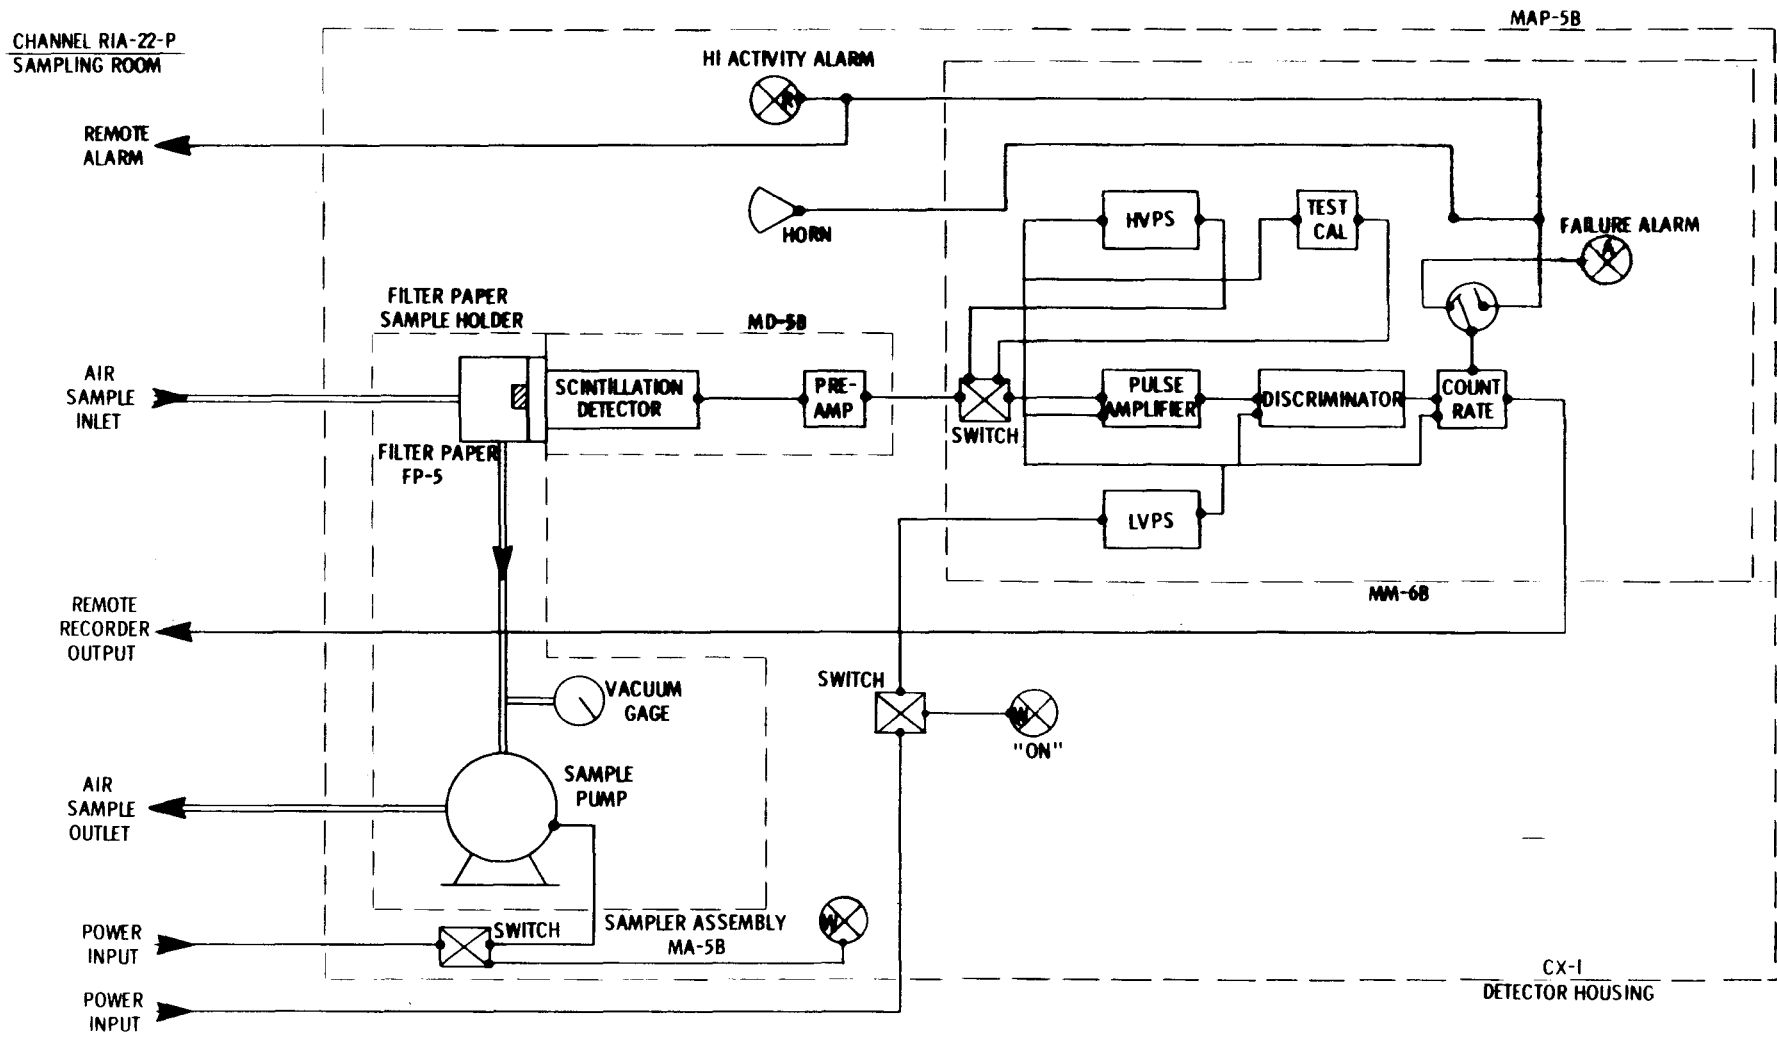 MAP-5B
CHANNEL RIA-22-P
SAMPLING ROOM
HI ACTIVITY ALARM
R
REMOTE
ALARM
HORN
HVPS
TEST
CAL
FAILURE ALARM
A
FILTER PAPER
SAMPLE HOLDER
MD-5B
AIR
SAMPLE
INLET
SCINTILLATION
DETECTOR
PRE-
AMP
SWITCH
PULSE
AMPLIFIER
DISCRIMINATOR
COUNT
RATE
FILTER PAPER
FP-5
LVPS
MM-6B
REMOTE
RECORDER
OUTPUT
VACUUM
GAGE
SWITCH
W
"ON"
SAMPLE
PUMP
AIR
SAMPLE
OUTLET
POWER
INPUT
SWITCH
SAMPLER ASSEMBLY
MA-5B
W
CX-1
DETECTOR HOUSING
POWER
INPUT